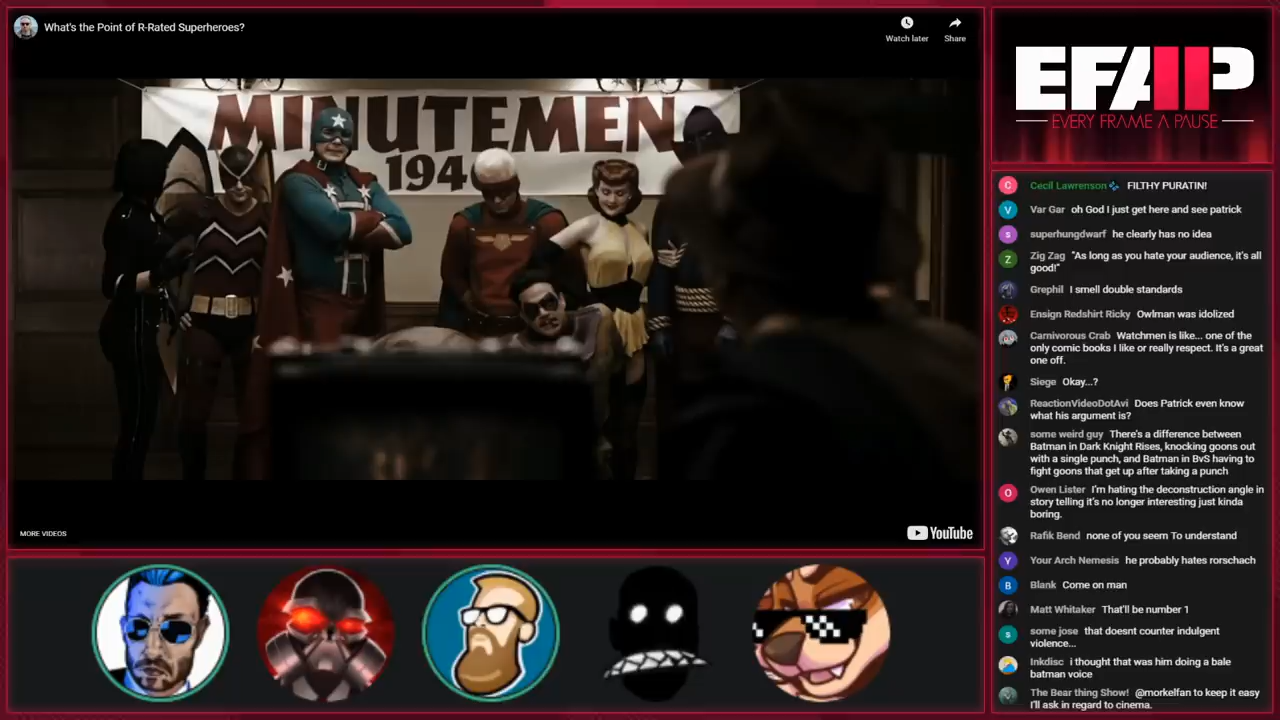 What's the Point of R-Rated Superheroes?
Watch later
Share
MINUTEMEN
194
MORE VIDEOS
YouTube
EFAP
EVERY FRAME A PAUSE
Cecil Lawrenson FILTHY PURATIN!
Var Gar oh God I just get here and see patrick
superhungdwarf he clearly has no idea
Zig Zag "As long as you hate your audience, it's all
good!"
Grephil I smell double standards
Ensign Redshirt Ricky Owlman was idolized
Carnivorous Crab Watchmen is like... one of the
only comic books I like or really respect. It's a great
one off.
Siege Okay...?
ReactionVideoDotAvi Does Patrick even know
what his argument is?
some weird guy There's a difference between
Batman in Dark Knight Rises, knocking goons out
with a single punch, and Batman in BvS having to
fight goons that get up after taking a punch
Owen Lister I'm hating the deconstruction angle in
story telling it's no longer interesting just kinda
boring.
Rafik Bend none of you seem To understand
Your Arch Nemesis he probably hates rorschach
Blank Come on man
Matt Whitaker That'll be number 1
some jose that doesnt counter indulgent
violence...
Inkdisc i thought that was him doing a bale
batman voice
The Bear thing Show! @morkelfan to keep it easy
I'll ask in regard to cinema.